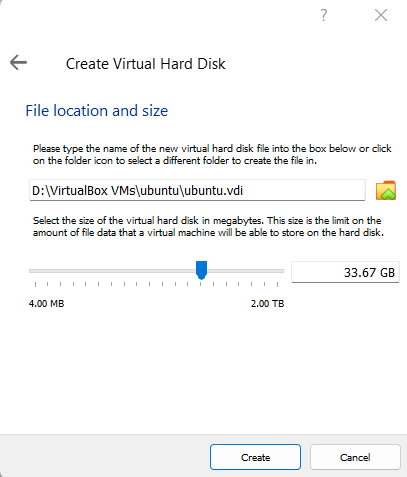 ?
Create Virtual Hard Disk
File location and size
Please type the name of the new virtual hard disk file into the box below or click
on the folder icon to select a different folder to create the file in.
D:\VirtualBox VMs\ubuntu\ubuntu.vdi
Select the size of the virtual hard disk in megabytes. This size is the limit on the
amount of file data that a virtual machine will be able to store on the hard disk.
33.67 GB
4.00 MB 2.00 TB
Create Cancel